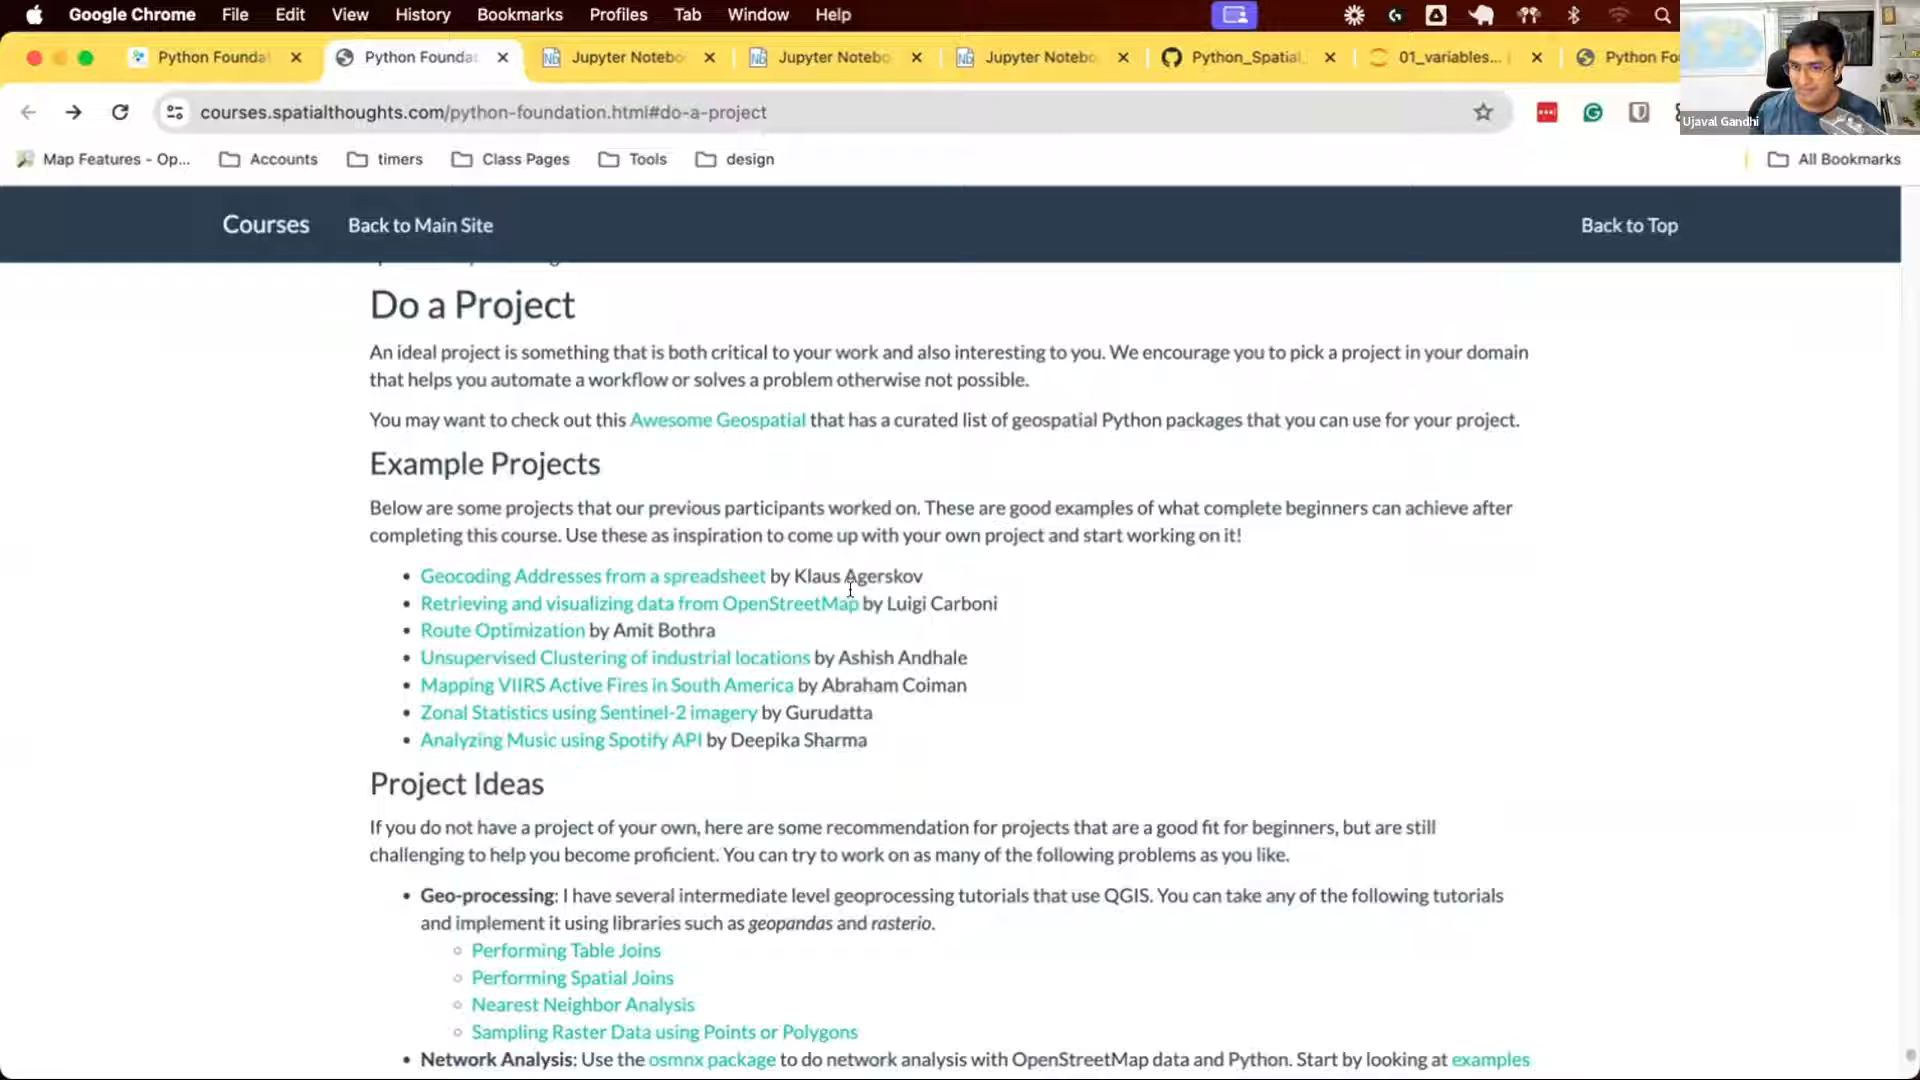 Google Chrome File Edit View History Bookmarks Profiles Tab Window Help
Python Founda Python Founda Jupyter Notebo Jupyter Notebo Jupyter Notebo Python_Spatial 01_variables... Python Fo
courses.spatialthoughts.com/python-foundation.html#do-a-project
Ujaval Gandhi
Map Features - Op... Accounts timers Class Pages Tools design All Bookmarks
Courses Back to Main Site Back to Top
Do a Project
An ideal project is something that is both critical to your work and also interesting to you. We encourage you to pick a project in your domain
that helps you automate a workflow or solves a problem otherwise not possible.
You may want to check out this Awesome Geospatial that has a curated list of geospatial Python packages that you can use for your project.
Example Projects
Below are some projects that our previous participants worked on. These are good examples of what complete beginners can achieve after
completing this course. Use these as inspiration to come up with your own project and start working on it!
• Geocoding Addresses from a spreadsheet by Klaus Agerskov
• Retrieving and visualizing data from OpenStreetMap by Luigi Carboni
• Route Optimization by Amit Bothra
• Unsupervised Clustering of industrial locations by Ashish Andhale
• Mapping VIIRS Active Fires in South America by Abraham Coiman
• Zonal Statistics using Sentinel-2 imagery by Gurudatta
• Analyzing Music using Spotify API by Deepika Sharma
Project Ideas
If you do not have a project of your own, here are some recommendation for projects that are a good fit for beginners, but are still
challenging to help you become proficient. You can try to work on as many of the following problems as you like.
• Geo-processing: I have several intermediate level geoprocessing tutorials that use QGIS. You can take any of the following tutorials
and implement it using libraries such as geopandas and rasterio.
◦ Performing Table Joins
◦ Performing Spatial Joins
◦ Nearest Neighbor Analysis
◦ Sampling Raster Data using Points or Polygons
• Network Analysis: Use the osmnx package to do network analysis with OpenStreetMap data and Python. Start by looking at examples